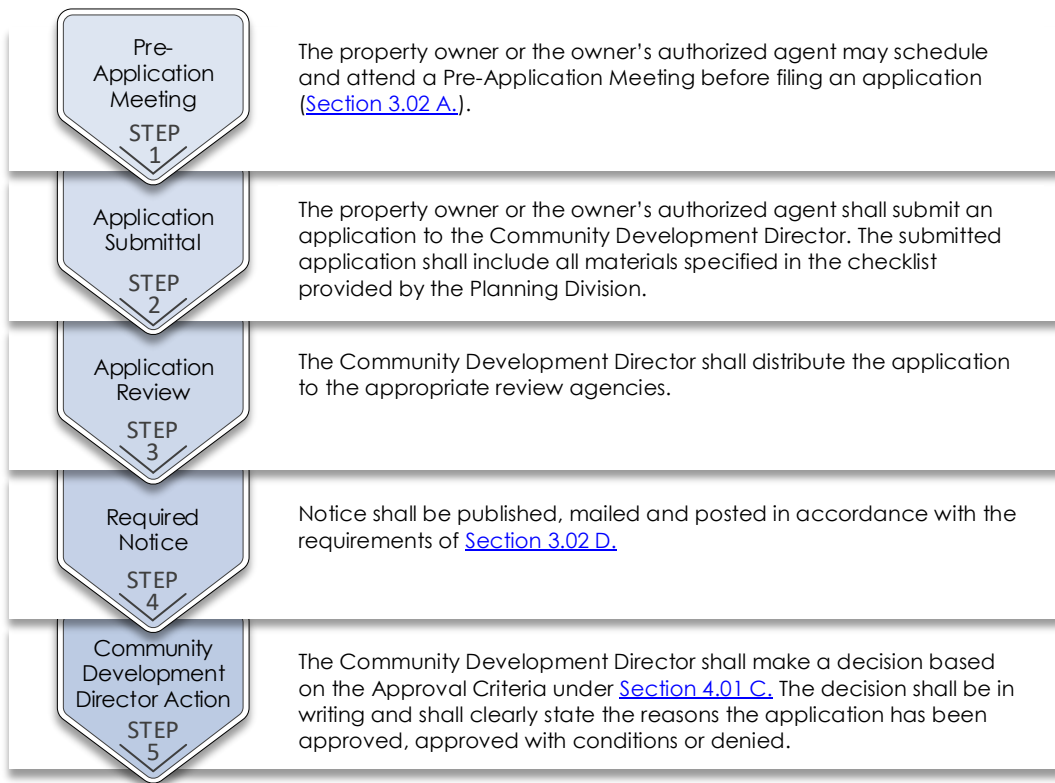 Pre-
Application
Meeting
STEP
1
The property owner or the owner’s authorized agent may schedule
and attend a Pre-Application Meeting before filing an application
(Section 3.02 A.).
Application
Submittal
STEP
2
The property owner or the owner’s authorized agent shall submit an
application to the Community Development Director. The submitted
application shall include all materials specified in the checklist
provided by the Planning Division.
Application
Review
STEP
3
The Community Development Director shall distribute the application
to the appropriate review agencies.
Required
Notice
STEP
4
Notice shall be published, mailed and posted in accordance with the
requirements of Section 3.02 D.
Community
Development
Director Action
STEP
5
The Community Development Director shall make a decision based
on the Approval Criteria under Section 4.01 C. The decision shall be in
writing and shall clearly state the reasons the application has been
approved, approved with conditions or denied.